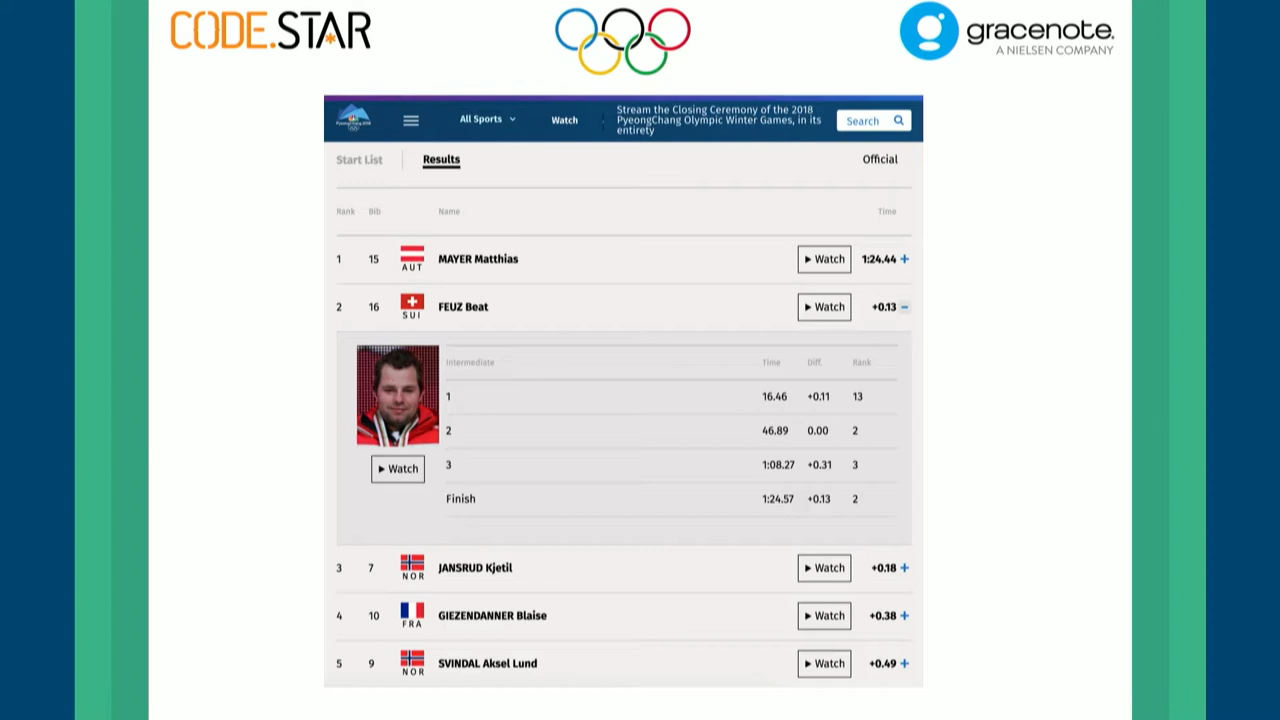 CODE.STAR
gracenote.
A NIELSEN COMPANY
PyeongChang 2018
All Sports
Watch
Stream the Closing Ceremony of the 2018
PyeongChang Olympic Winter Games, in its
entirety
Search
Start List
Results
Official
Rank Bib Name Time
1 15 AUT MAYER Matthias Watch 1:24.44 +
2 16 SUI FEUZ Beat Watch +0.13 −
Intermediate Time Diff. Rank
1 16.46 +0.11 13
2 46.89 0.00 2
Watch
3 1:08.27 +0.31 3
Finish 1:24.57 +0.13 2
3 7 NOR JANSRUD Kjetil Watch +0.18 +
4 10 FRA GIEZENDANNER Blaise Watch +0.38 +
5 9 NOR SVINDAL Aksel Lund Watch +0.49 +